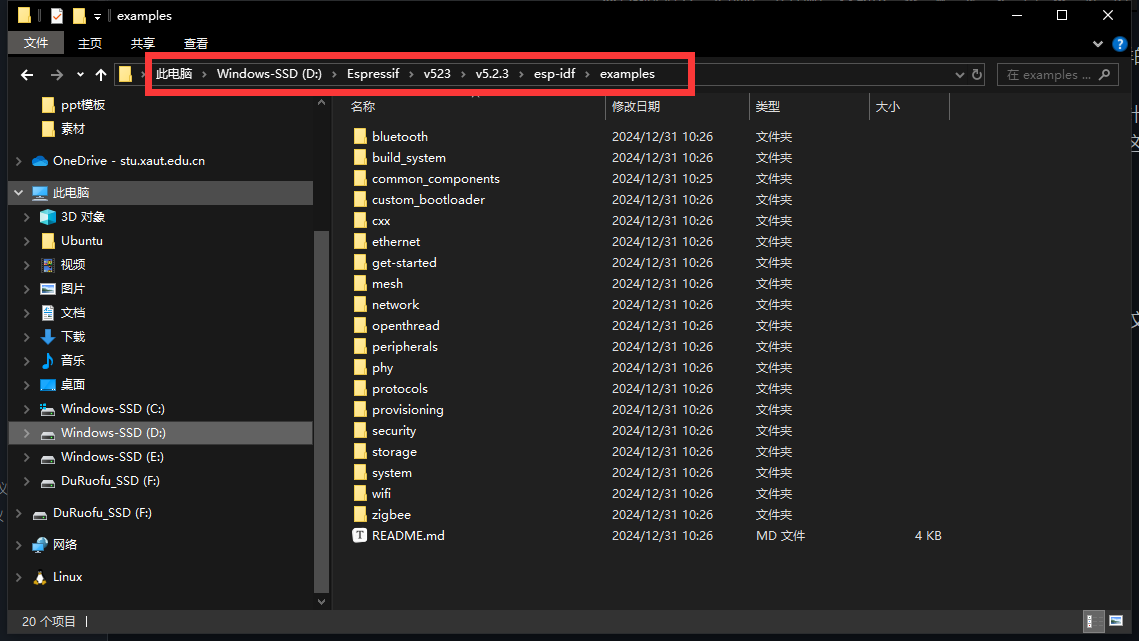 examples
文件 主页 共享 查看
此电脑 Windows-SSD (D:) Espressif v523 v5.2.3 esp-idf examples
在 examples ...
ppt模板
素材
OneDrive - stu.xaut.edu.cn
此电脑
3D 对象
Ubuntu
视频
图片
文档
下载
音乐
桌面
Windows-SSD (C:)
Windows-SSD (D:)
Windows-SSD (E:)
DuRuofu_SSD (F:)
DuRuofu_SSD (F:)
网络
Linux
名称 修改日期 类型 大小
bluetooth 2024/12/31 10:26 文件夹
build_system 2024/12/31 10:26 文件夹
common_components 2024/12/31 10:25 文件夹
custom_bootloader 2024/12/31 10:26 文件夹
cxx 2024/12/31 10:26 文件夹
ethernet 2024/12/31 10:26 文件夹
get-started 2024/12/31 10:26 文件夹
mesh 2024/12/31 10:26 文件夹
network 2024/12/31 10:26 文件夹
openthread 2024/12/31 10:26 文件夹
peripherals 2024/12/31 10:26 文件夹
phy 2024/12/31 10:26 文件夹
protocols 2024/12/31 10:26 文件夹
provisioning 2024/12/31 10:26 文件夹
security 2024/12/31 10:26 文件夹
storage 2024/12/31 10:26 文件夹
system 2024/12/31 10:26 文件夹
wifi 2024/12/31 10:26 文件夹
zigbee 2024/12/31 10:26 文件夹
README.md 2024/12/31 10:26 MD 文件 4 KB
20 个项目